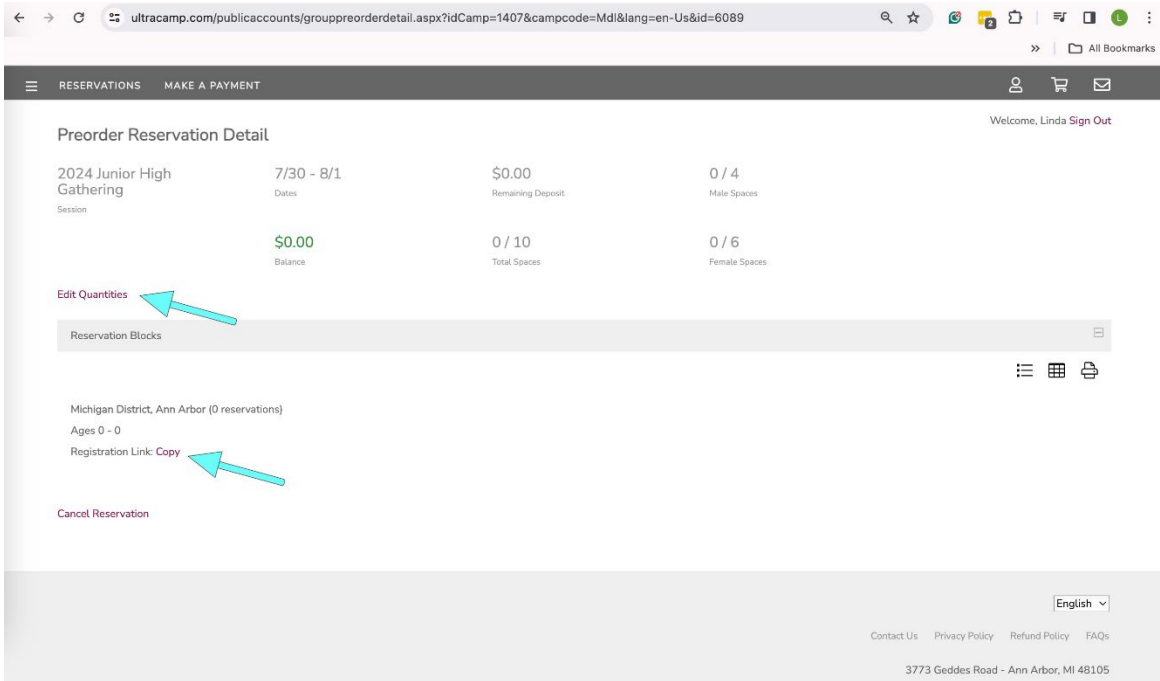 ultracamp.com/publicaccounts/grouppreorderdetail.aspx?idCamp=1407&campcode=Mdl&lang=en-Us&id=6089
2
L
» All Bookmarks
RESERVATIONS MAKE A PAYMENT
Welcome, Linda Sign Out
Preorder Reservation Detail
2024 Junior High
Gathering
Session
7/30 - 8/1
Dates
$0.00
Remaining Deposit
0 / 4
Male Spaces
$0.00
Balance
0 / 10
Total Spaces
0 / 6
Female Spaces
Edit Quantities
Reservation Blocks
Michigan District, Ann Arbor (0 reservations)
Ages 0 - 0
Registration Link: Copy
Cancel Reservation
English
Contact Us Privacy Policy Refund Policy FAQs
3773 Geddes Road - Ann Arbor, MI 48105